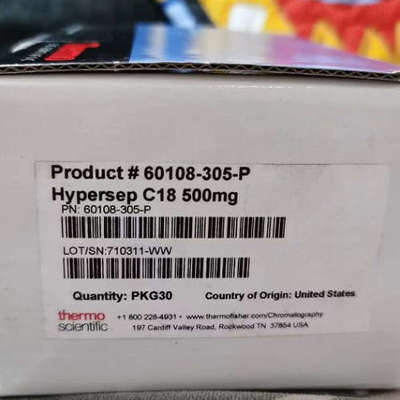 Product # 60108-305-P
Hypersep C18 500mg
PN: 60108-305-P
LOT/SN:710311-WW
Quantity: PKG30 Country of Origin: United States
thermo
scientific
+1 800 228-4931 • www.thermofisher.com/Chromatography
197 Cardiff Valley Road, Rockwood TN 37854 USA